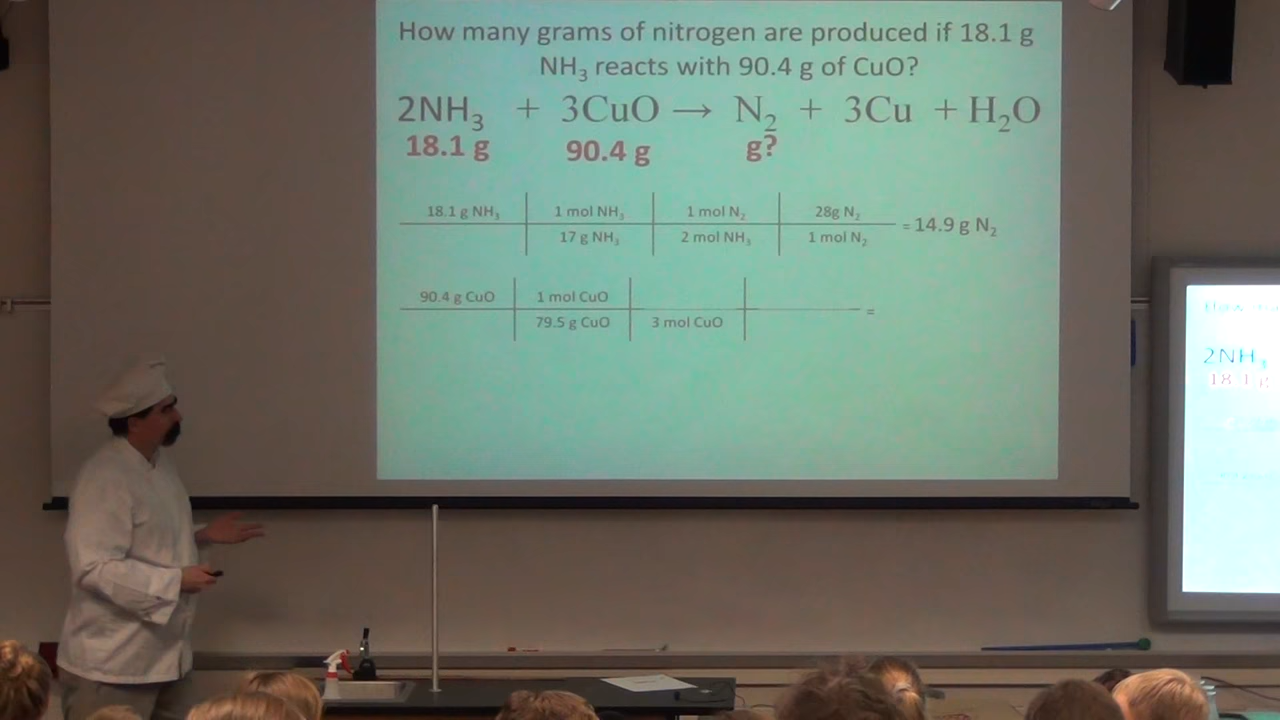 How many grams of nitrogen are produced if 18.1 g
NH₃ reacts with 90.4 g of CuO?
2NH₃ + 3CuO → N₂ + 3Cu + H₂O
18.1 g 90.4 g g?
18.1 g NH₃ 1 mol NH₃ 1 mol N₂ 28g N₂
= 14.9 g N₂
17 g NH₃ 2 mol NH₃ 1 mol N₂
90.4 g CuO 1 mol CuO
=
79.5 g CuO 3 mol CuO
2NH₃
18.1 g